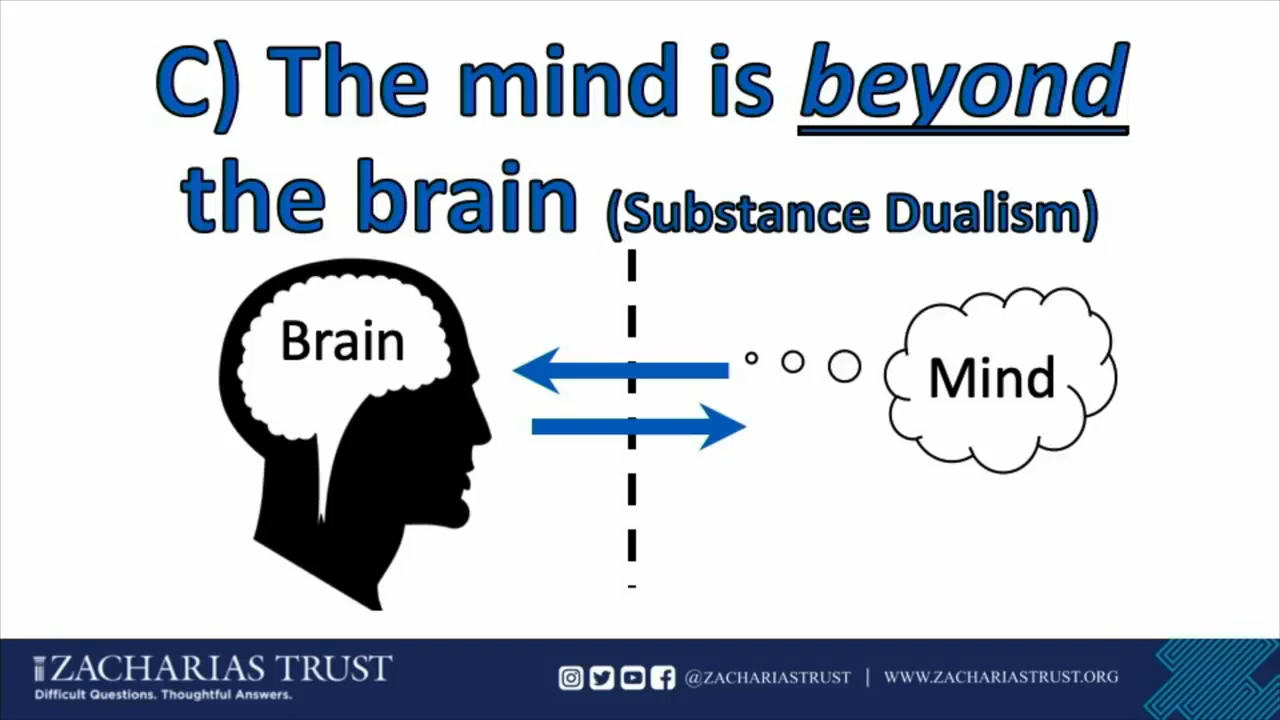 C) The mind is beyond
the brain (Substance Dualism)
Brain
Mind
ZACHARIAS TRUST
Difficult Questions. Thoughtful Answers.
@ZACHARIASTRUST | WWW.ZACHARIASTRUST.ORG